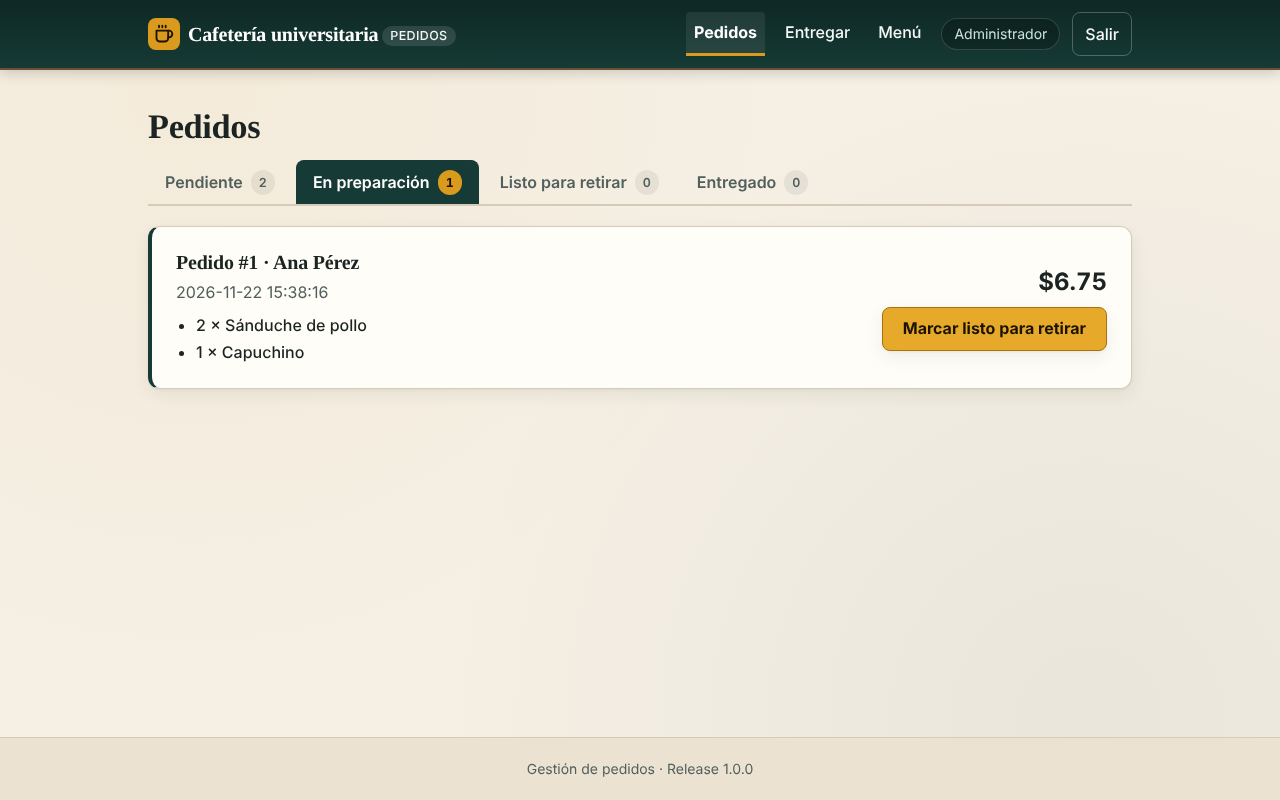 Cafetería universitaria PEDIDOS
Pedidos Entregar Menú Administrador Salir
Pedidos
Pendiente 2 En preparación 1 Listo para retirar 0 Entregado 0
Pedido #1 · Ana Pérez
2026-11-22 15:38:16
$6.75
• 2 × Sánduche de pollo
• 1 × Capuchino
Marcar listo para retirar
Gestión de pedidos · Release 1.0.0